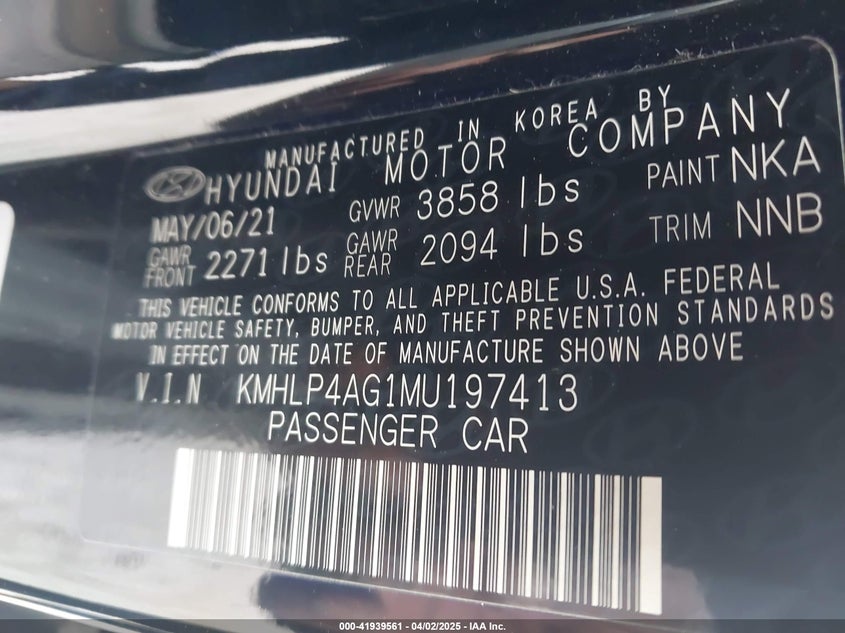 MANUFACTURED IN KOREA BY
HYUNDAI MOTOR COMPANY
MAY/06/21 GVWR 3858 lbs PAINT NKA
GAWR FRONT 2271 lbs GAWR REAR 2094 lbs TRIM NNB
THIS VEHICLE CONFORMS TO ALL APPLICABLE U.S.A. FEDERAL
MOTOR VEHICLE SAFETY, BUMPER, AND THEFT PREVENTION STANDARDS
IN EFFECT ON THE DATE OF MANUFACTURE SHOWN ABOVE
V.I.N KMHLP4AG1MU197413
PASSENGER CAR
000-41939561 - 04/02/2025 - IAA Inc.